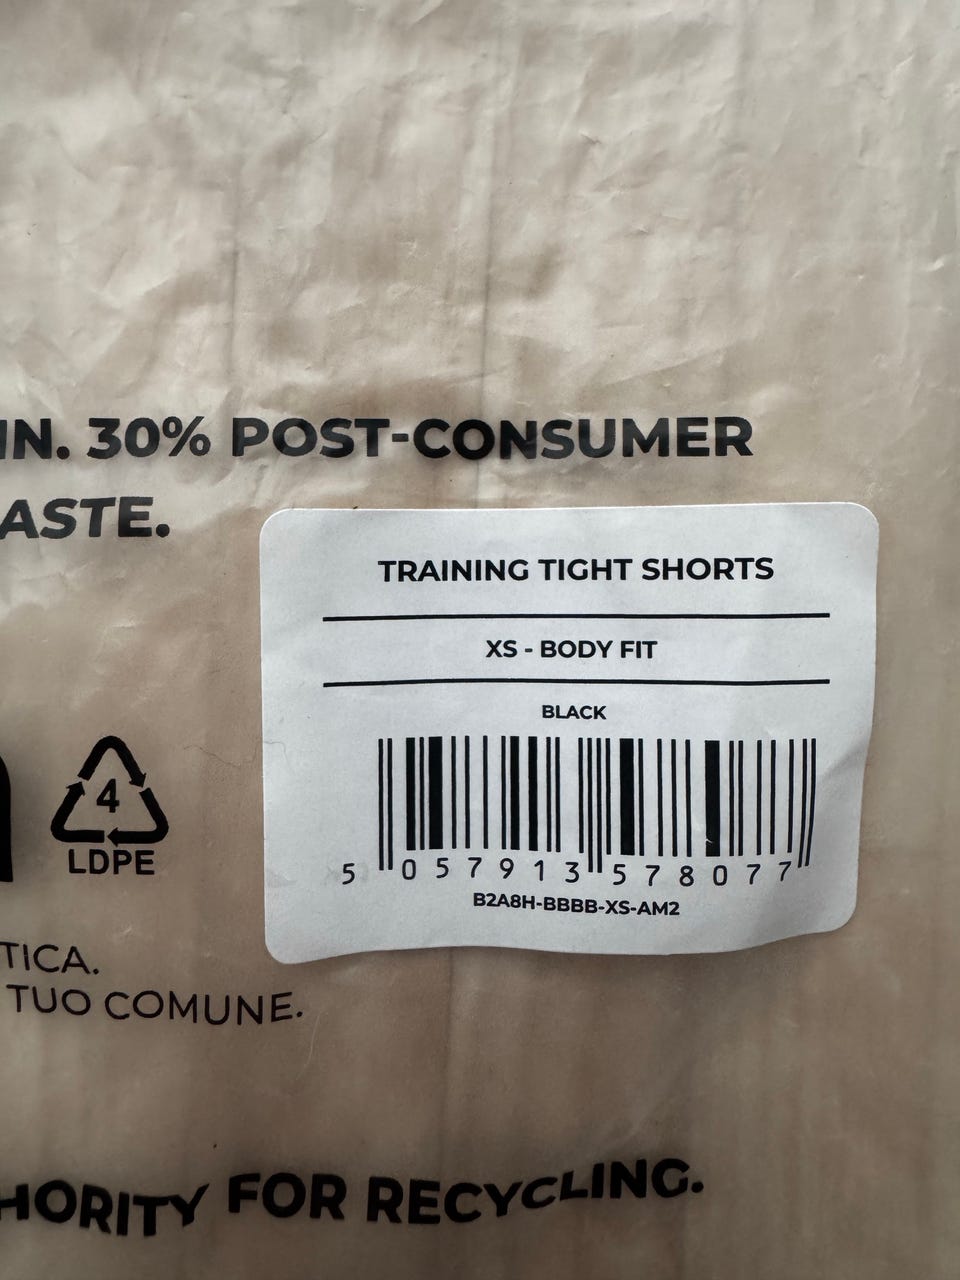 IN. 30% POST-CONSUMER
ASTE.
TRAINING TIGHT SHORTS
XS - BODY FIT
BLACK
5 057913 578077
B2A8H-BBBB-XS-AM2
4
LDPE
TICA.
TUO COMUNE.
HORITY FOR RECYCLING.